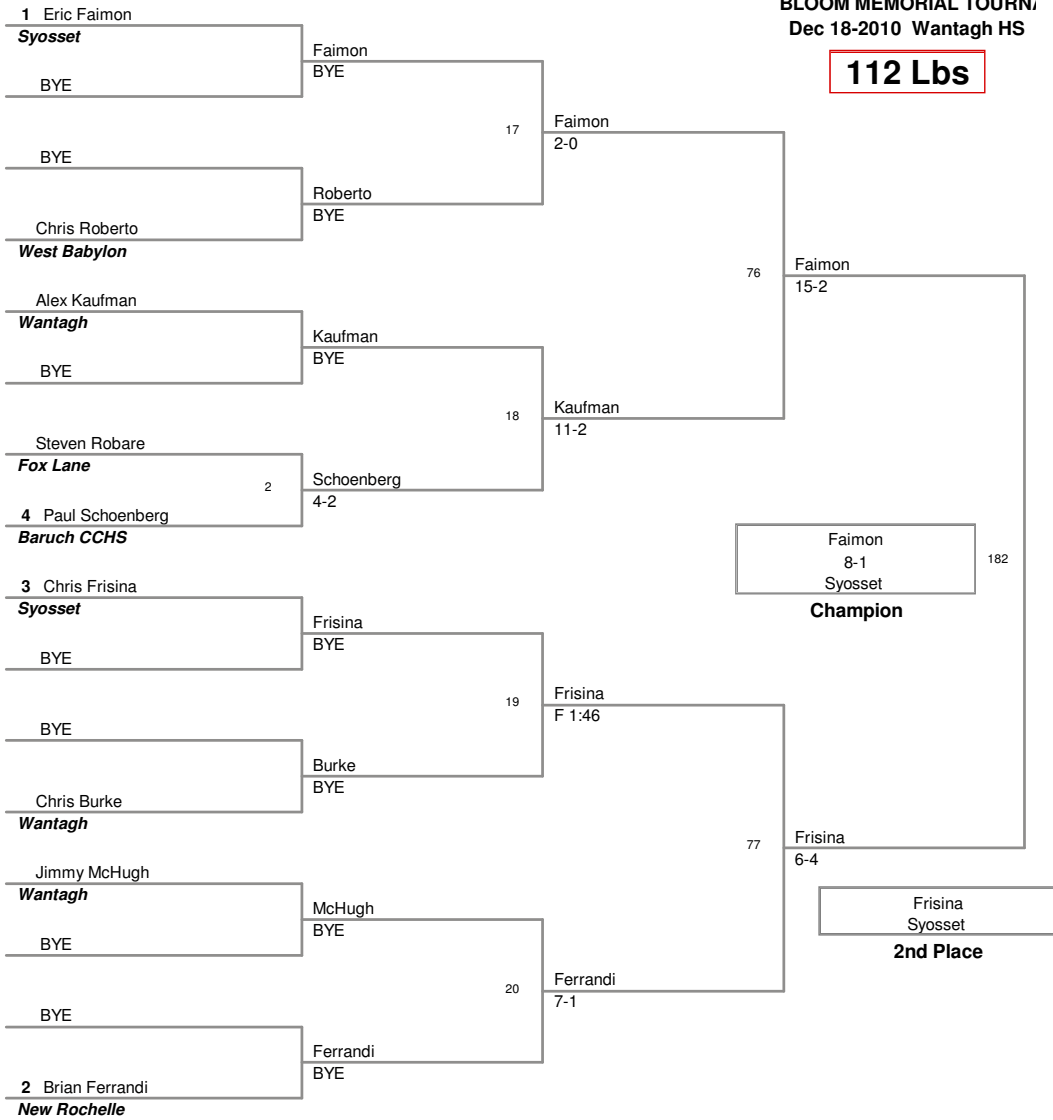 BLOOM MEMORIAL
Dec 18-2010 Wantagh HS
112 Lbs
1 Eric Faimon
Syosset
BYE
Faimon
BYE
BYE
Chris Roberto
West Babylon
Roberto
BYE
17
Faimon
2-0
Alex Kaufman
Wantagh
BYE
Kaufman
BYE
Steven Robare
Fox Lane
2
4 Paul Schoenberg
Baruch CCHS
Schoenberg
4-2
18
Kaufman
11-2
76
Faimon
15-2
3 Chris Frisina
Syosset
BYE
Frisina
BYE
BYE
Chris Burke
Wantagh
Burke
BYE
19
Frisina
F 1:46
Jimmy McHugh
Wantagh
BYE
McHugh
BYE
BYE
2 Brian Ferrandi
New Rochelle
Ferrandi
BYE
20
Ferrandi
7-1
77
Frisina
6-4
Faimon
8-1
Syosset
182
Champion
Frisina
Syosset
2nd Place